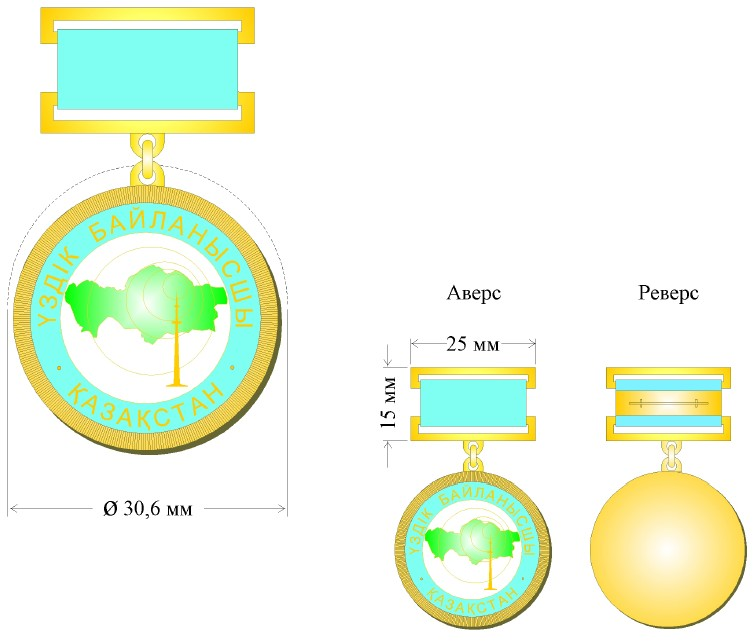 ҮЗДІК БАЙЛАНЫСШЫ
• ҚАЗАҚСТАН •
Ø 30,6 мм
Аверс
Реверс
25 мм
15 мм
ҮЗДІК БАЙЛАНЫСШЫ
• ҚАЗАҚСТАН •